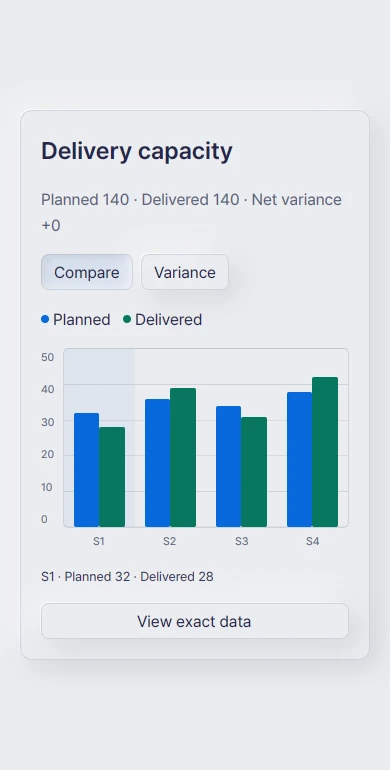 Delivery capacity
Planned 140 · Delivered 140 · Net variance
+0
Compare Variance
Planned Delivered
50
40
30
20
10
0
S1 S2 S3 S4
S1 · Planned 32 · Delivered 28
View exact data